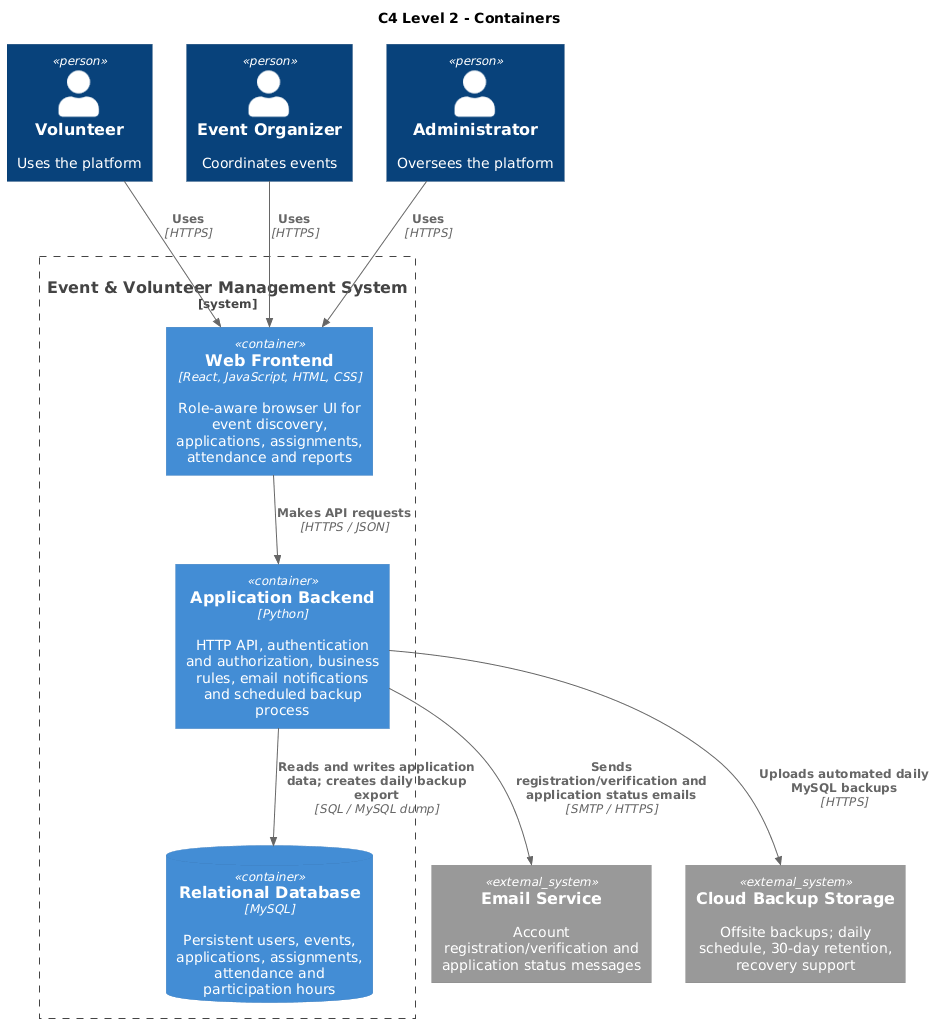 C4 Level 2 - Containers
«person»
Volunteer
Uses the platform
«person»
Event Organizer
Coordinates events
«person»
Administrator
Oversees the platform
Uses
[HTTPS]
Uses
[HTTPS]
Uses
[HTTPS]
Event & Volunteer Management System
[system]
«container»
Web Frontend
[React, JavaScript, HTML, CSS]
Role-aware browser UI for
event discovery,
applications, assignments,
attendance and reports
Makes API requests
[HTTPS / JSON]
«container»
Application Backend
[Python]
HTTP API, authentication
and authorization, business
rules, email notifications
and scheduled backup
process
Reads and writes application
data; creates daily backup
export
[SQL / MySQL dump]
Sends
registration/verification and
application status emails
[SMTP / HTTPS]
Uploads automated daily
MySQL backups
[HTTPS]
«container»
Relational Database
[MySQL]
Persistent users, events,
applications, assignments,
attendance and
participation hours
«external_system»
Email Service
Account
registration/verification and
application status messages
«external_system»
Cloud Backup Storage
Offsite backups; daily
schedule, 30-day retention,
recovery support